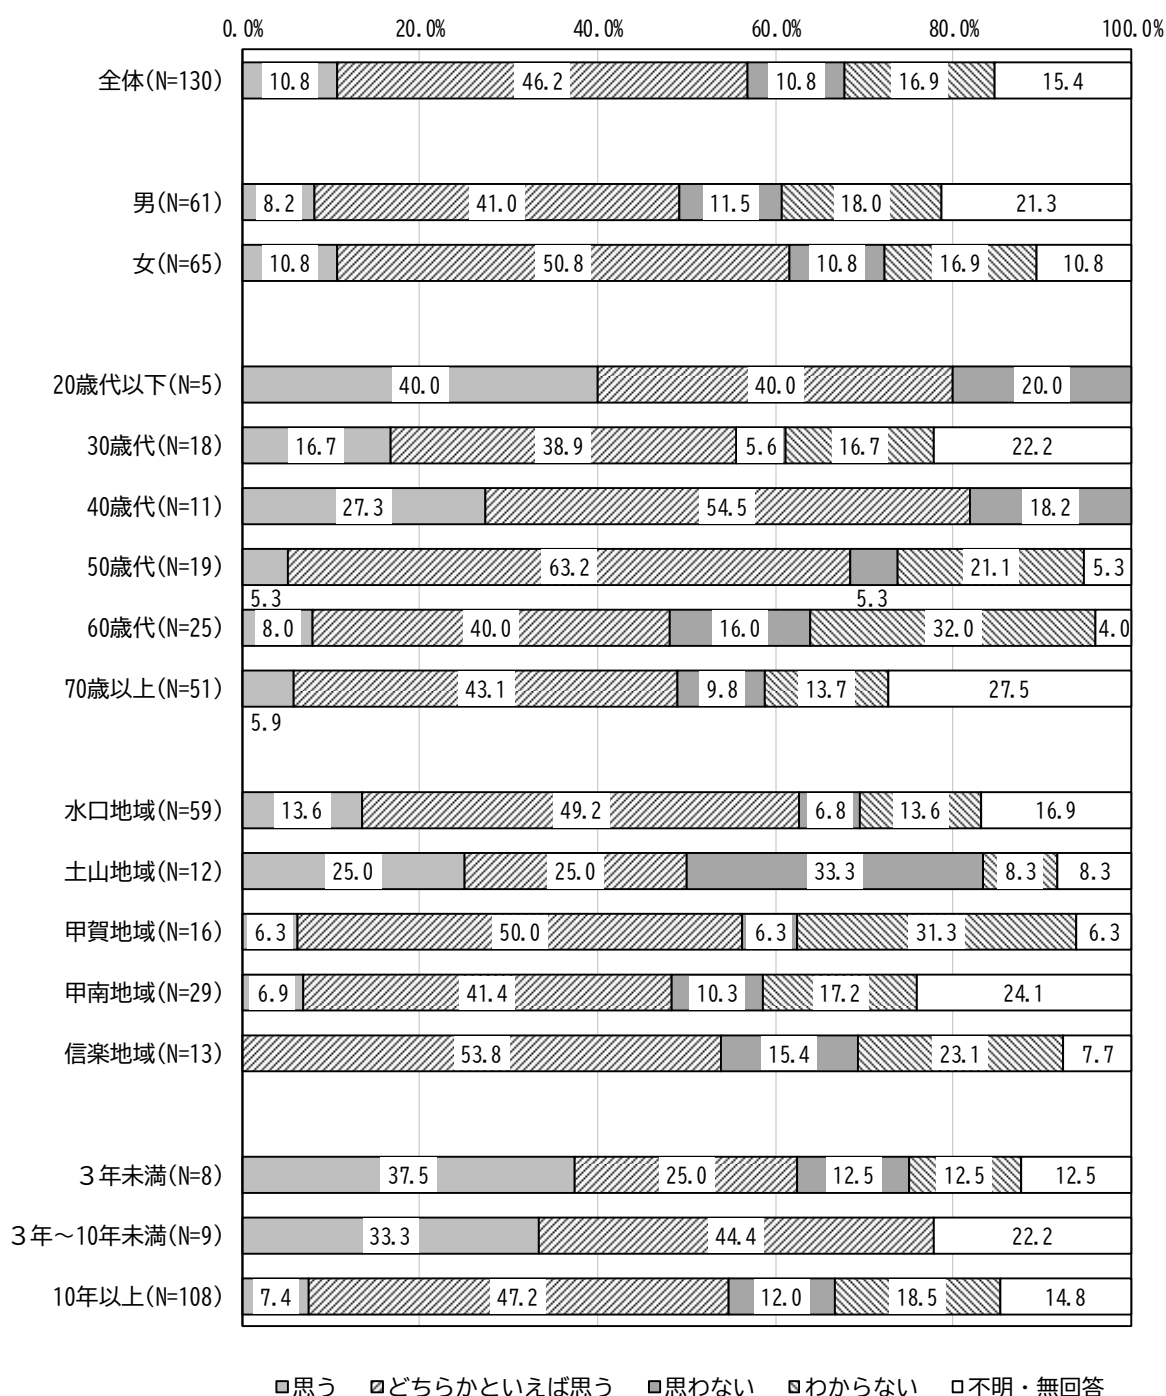 0.0% 20.0% 40.0% 60.0% 80.0% 100.0%
全体(N=130) 10.8 46.2 10.8 16.9 15.4
男(N=61) 8.2 41.0 11.5 18.0 21.3
女(N=65) 10.8 50.8 10.8 16.9 10.8
20歳代以下(N=5) 40.0 40.0 20.0
30歳代(N=18) 16.7 38.9 5.6 16.7 22.2
40歳代(N=11) 27.3 54.5 18.2
50歳代(N=19) 63.2 21.1 5.3
5.3 5.3
60歳代(N=25) 8.0 40.0 16.0 32.0 4.0
70歳以上(N=51) 43.1 9.8 13.7 27.5
5.9
水口地域(N=59) 13.6 49.2 6.8 13.6 16.9
土山地域(N=12) 25.0 25.0 33.3 8.3 8.3
甲賀地域(N=16) 6.3 50.0 6.3 31.3 6.3
甲南地域(N=29) 6.9 41.4 10.3 17.2 24.1
信楽地域(N=13) 53.8 15.4 23.1 7.7
３年未満(N=8) 37.5 25.0 12.5 12.5 12.5
３年～10年未満(N=9) 33.3 44.4 22.2
10年以上(N=108) 7.4 47.2 12.0 18.5 14.8
思う どちらかといえば思う 思わない わからない 不明・無回答